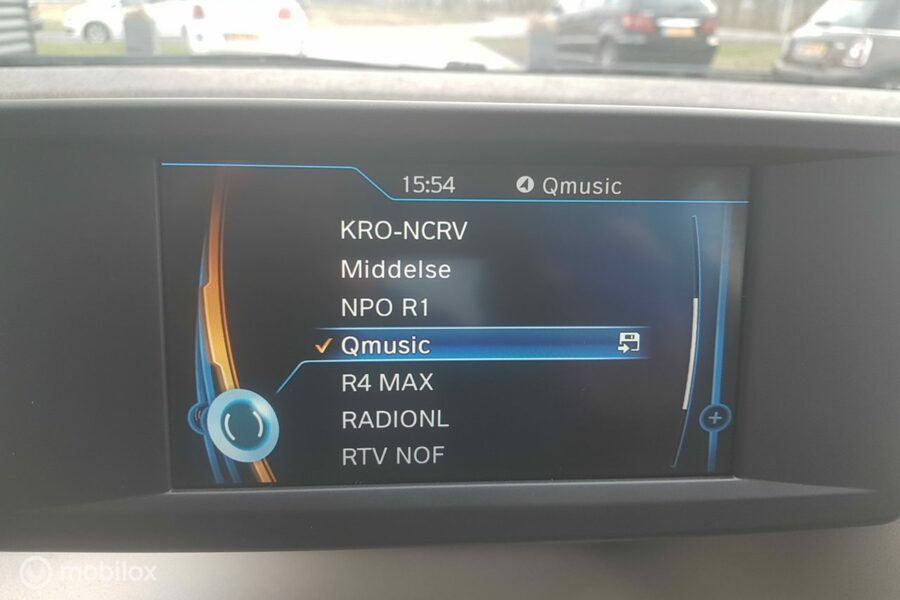 15:54 Qmusic
KRO-NCRV
Middelse
NPO R1
Qmusic
R4 MAX
RADIONL
RTV NOF
mobilox